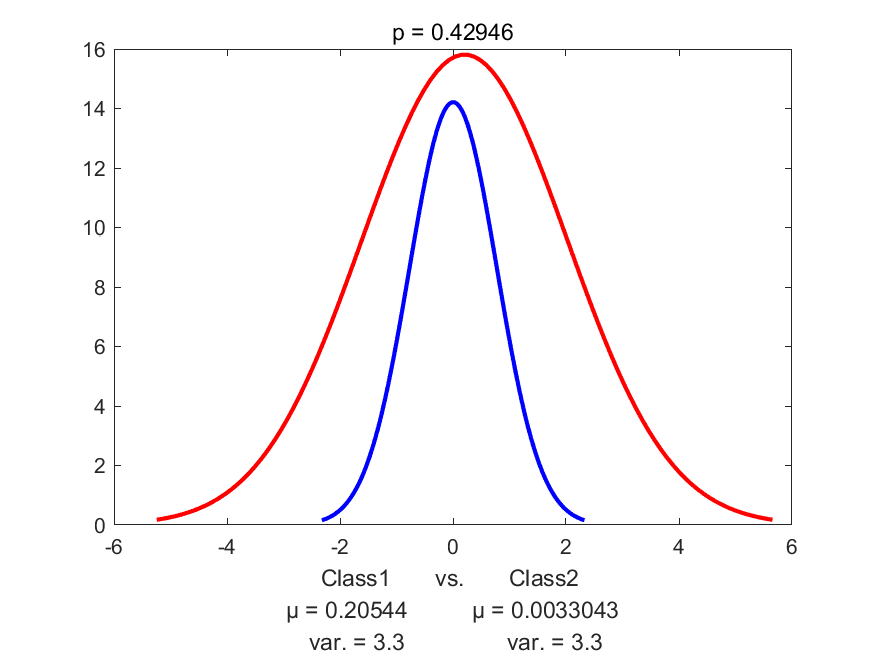 p = 0.42946
16
14
12
10
8
6
4
2
0
-6 -4 -2 0 2 4 6
Class1 vs. Class2
μ = 0.20544 μ = 0.0033043
var. = 3.3 var. = 3.3